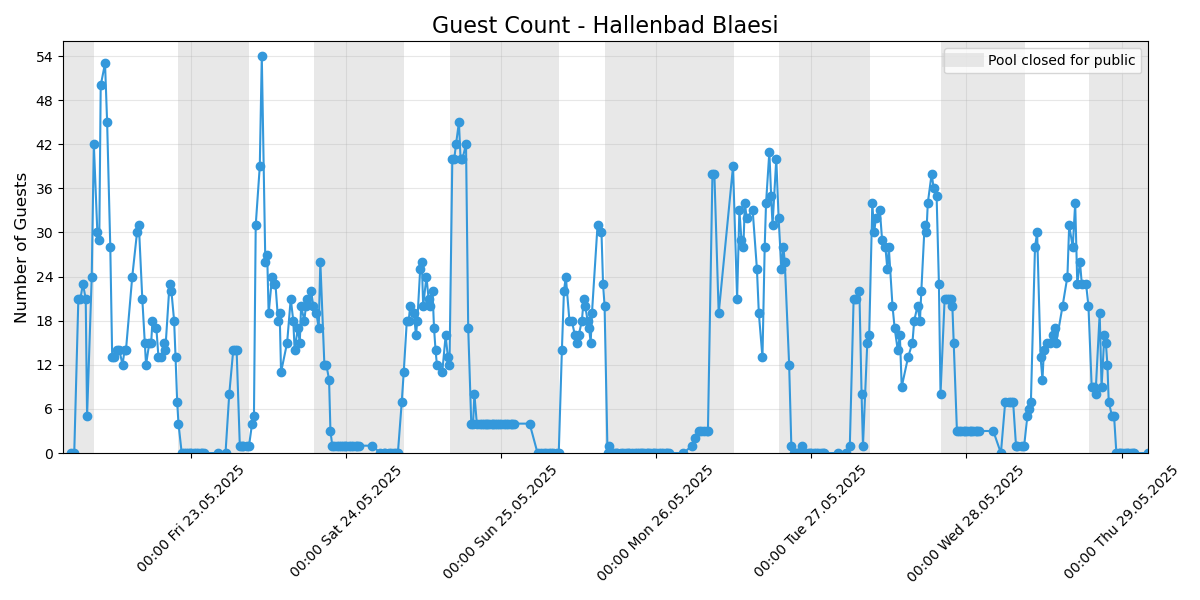 Guest Count - Hallenbad Blaesi
Pool closed for public
Number of Guests
54
48
42
36
30
24
18
12
6
0
00:00 Fri 23.05.2025
00:00 Sat 24.05.2025
00:00 Sun 25.05.2025
00:00 Mon 26.05.2025
00:00 Tue 27.05.2025
00:00 Wed 28.05.2025
00:00 Thu 29.05.2025